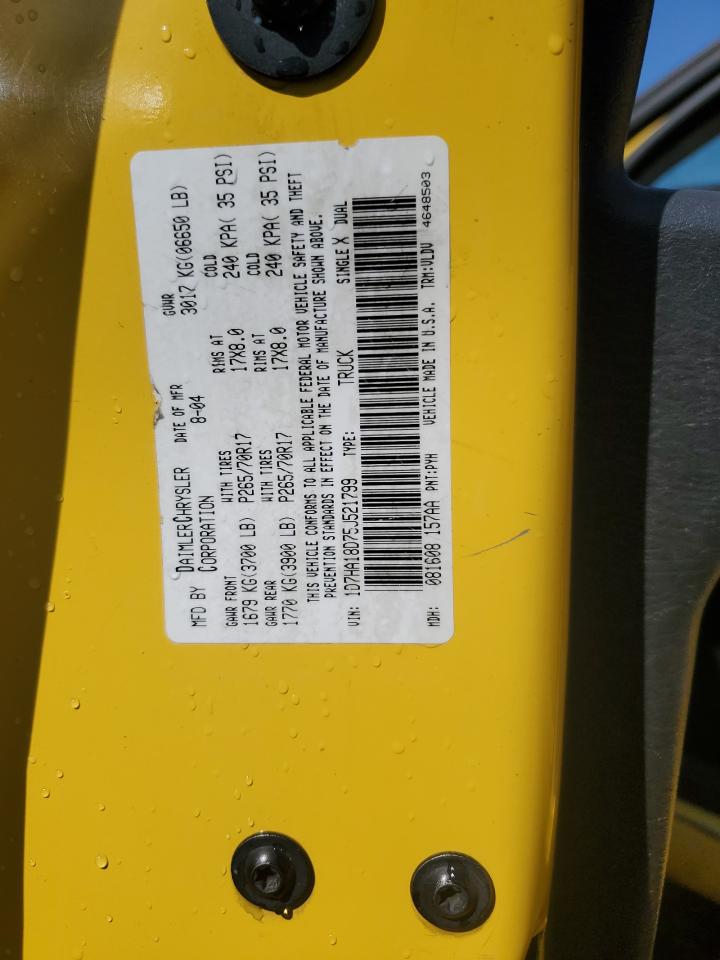 MFD BY DAIMLERCHRYSLER CORPORATION DATE OF MFR 8-04 GVWR 3017 KG(06650 LB)
GAWR FRONT WITH TIRES RIMS AT COLD
1679 KG(3700 LB) P265/70R17 17X8.0 240 KPA( 35 PSI)
GAWR REAR WITH TIRES RIMS AT COLD
1770 KG(3900 LB) P265/70R17 17X8.0 240 KPA( 35 PSI)
THIS VEHICLE CONFORMS TO ALL APPLICABLE FEDERAL MOTOR VEHICLE SAFETY AND THEFT
PREVENTION STANDARDS IN EFFECT ON THE DATE OF MANUFACTURE SHOWN ABOVE.
VIN: 1D7HA18D75J521799 TYPE: TRUCK SINGLE X DUAL
MDH: 081608 157AA PNT:PYH VEHICLE MADE IN U.S.A. TRM:VLDV 4648503